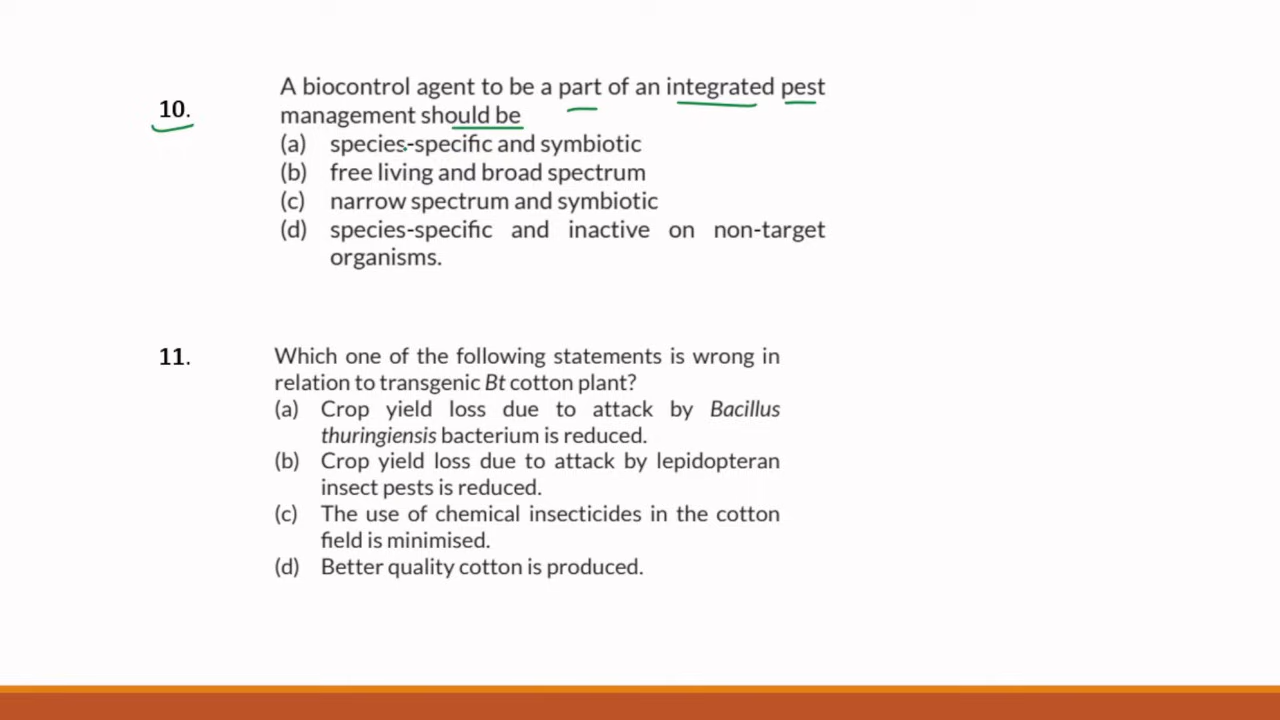 10.
A biocontrol agent to be a part of an integrated pest
management should be
(a) species-specific and symbiotic
(b) free living and broad spectrum
(c) narrow spectrum and symbiotic
(d) species-specific and inactive on non-target
organisms.
11.
Which one of the following statements is wrong in
relation to transgenic Bt cotton plant?
(a) Crop yield loss due to attack by Bacillus
thuringiensis bacterium is reduced.
(b) Crop yield loss due to attack by lepidopteran
insect pests is reduced.
(c) The use of chemical insecticides in the cotton
field is minimised.
(d) Better quality cotton is produced.